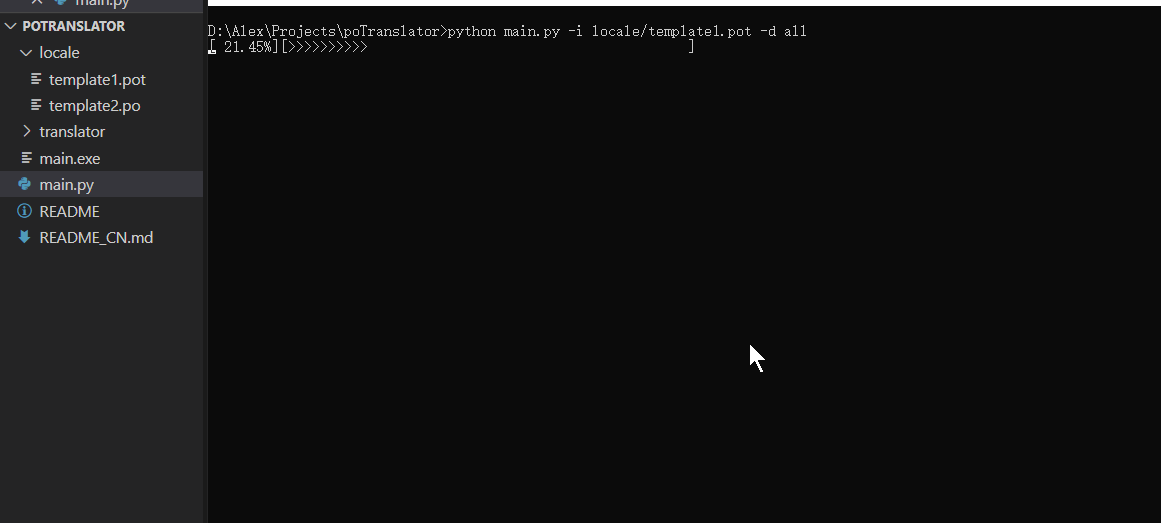 main.py
POTRANSLATOR
locale
template1.pot
template2.po
translator
main.exe
main.py
README
README_CN.md
D:\Alex\Projects\poTranslator>python main.py -i locale/template1.pot -d all
[ 21.45%][>>>>>>>>>> ]